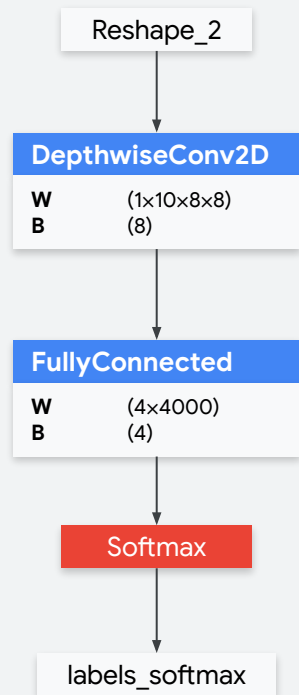 Reshape_2
DepthwiseConv2D
W (1×10×8×8)
B (8)
FullyConnected
W (4×4000)
B (4)
Softmax
labels_softmax